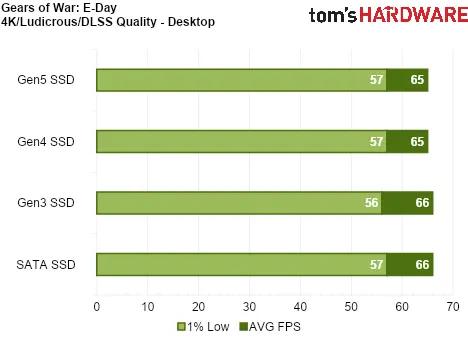 Gears of War: E-Day
4K/Ludicrous/DLSS Quality - Desktop
tom's HARDWARE
Gen5 SSD 57 65
Gen4 SSD 57 65
Gen3 SSD 56 66
SATA SSD 57 66
0 10 20 30 40 50 60 70
1% Low AVG FPS